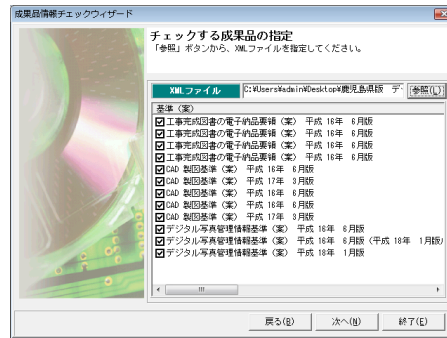 成果品情報チェックウィザード
チェックする成果品の指定
「参照」ボタンから、XMLファイルを指定してください。
XMLファイル C:¥Users¥admin¥Desktop¥鹿児島県版 デ 参照(L)
基準（案）
工事完成図書の電子納品要領（案） 平成 16年 6月版
工事完成図書の電子納品要領（案） 平成 16年 6月版
工事完成図書の電子納品要領（案） 平成 16年 6月版
工事完成図書の電子納品要領（案） 平成 16年 6月版
CAD 製図基準（案） 平成 16年 6月版
CAD 製図基準（案） 平成 17年 3月版
CAD 製図基準（案） 平成 16年 6月版
CAD 製図基準（案） 平成 16年 6月版
CAD 製図基準（案） 平成 17年 3月版
デジタル写真管理情報基準（案） 平成 16年 6月版
デジタル写真管理情報基準（案） 平成 16年 6月版（平成 18年 1月版）
デジタル写真管理情報基準（案） 平成 18年 1月版
戻る(B) 次へ(N) 終了(E)